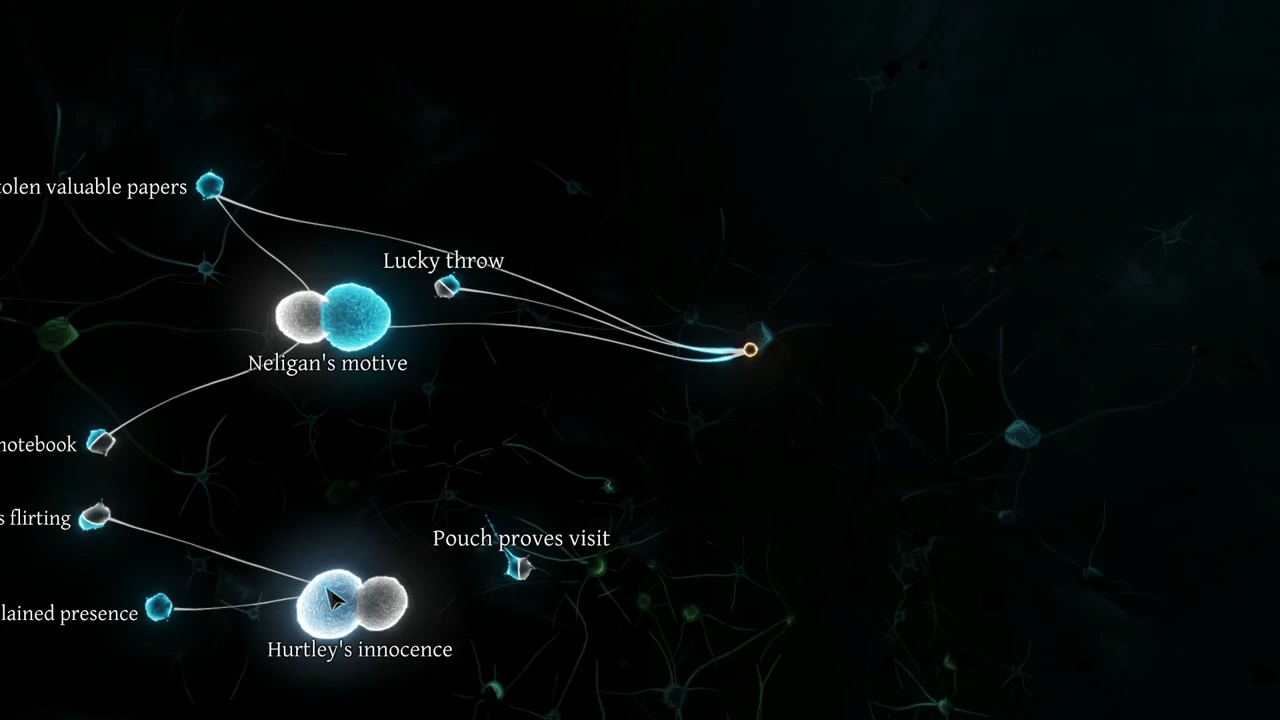 tolen valuable papers
Lucky throw
Neligan's motive
notebook
s flirting
Pouch proves visit
lained presence
Hurtley's innocence